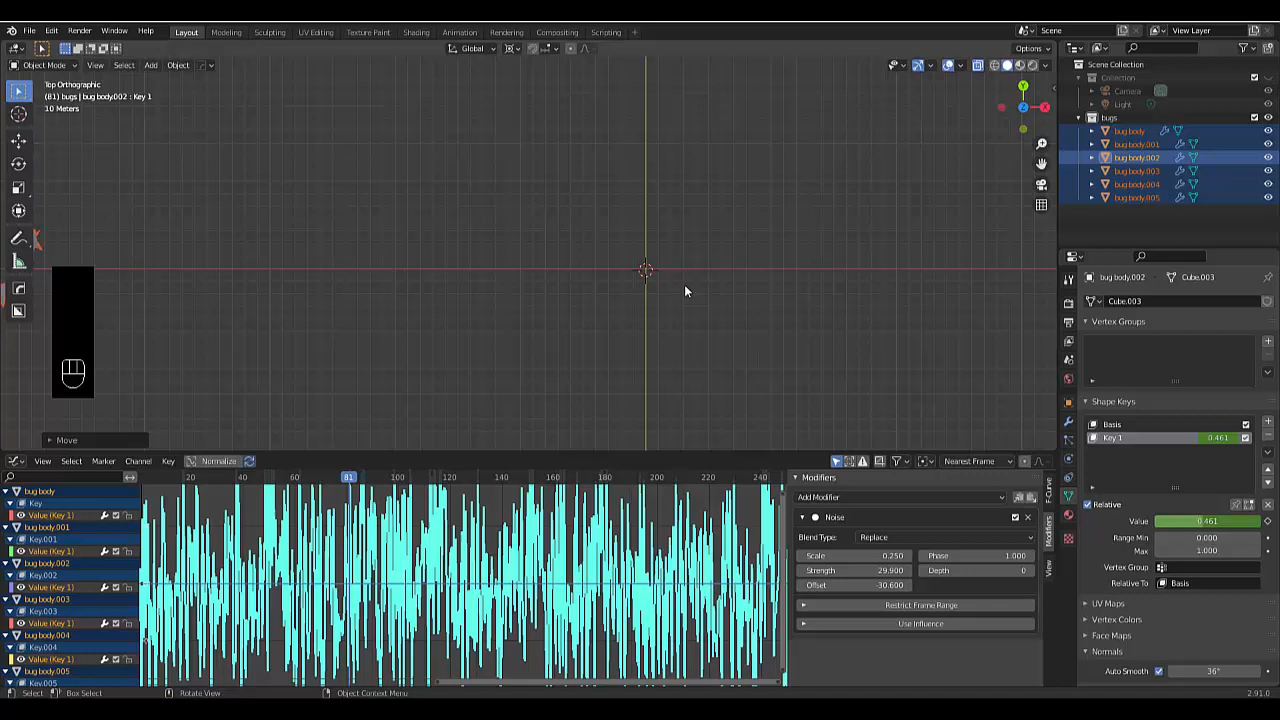 File Edit Render Window Help Layout Modeling Sculpting UV Editing Texture Paint Shading Animation Rendering Compositing Scripting + Scene View Layer
Global Options
Object Mode View Select Add Object
Top Orthographic
(81) bugs | bug body.002 : Key 1
10 Meters
Y
X
Z
Scene Collection
Collection
Camera
Light
bugs
bug body
bug body.001
bug body.002
bug body.003
bug body.004
bug body.005
bug body.002 Cube.003
Cube.003
Vertex Groups
Shape Keys
Basis
Key 1 0.461
Relative
Value 0.461
Range Min 0.000
Max 1.000
Vertex Group
Relative To Basis
UV Maps
Vertex Colors
Face Maps
Normals
Auto Smooth 36°
Move
View Select Marker Channel Key Normalize Nearest Frame
20 40 60 81 100 120 140 160 180 200 220 240
bug body
Key
Value (Key 1)
bug body.001
Key.001
Value (Key 1)
bug body.002
Key.002
Value (Key 1)
bug body.003
Key.003
Value (Key 1)
bug body.004
Key.004
Value (Key 1)
bug body.005
Key.005
Modifiers
Add Modifier
Noise
Blend Type: Replace
Scale 0.250 Phase 1.000
Strength 29.900 Depth 0
Offset -30.600
Restrict Frame Range
Use Influence
F-Curve
Modifiers
View
Select Box Select Rotate View Object Context Menu 2.91.0